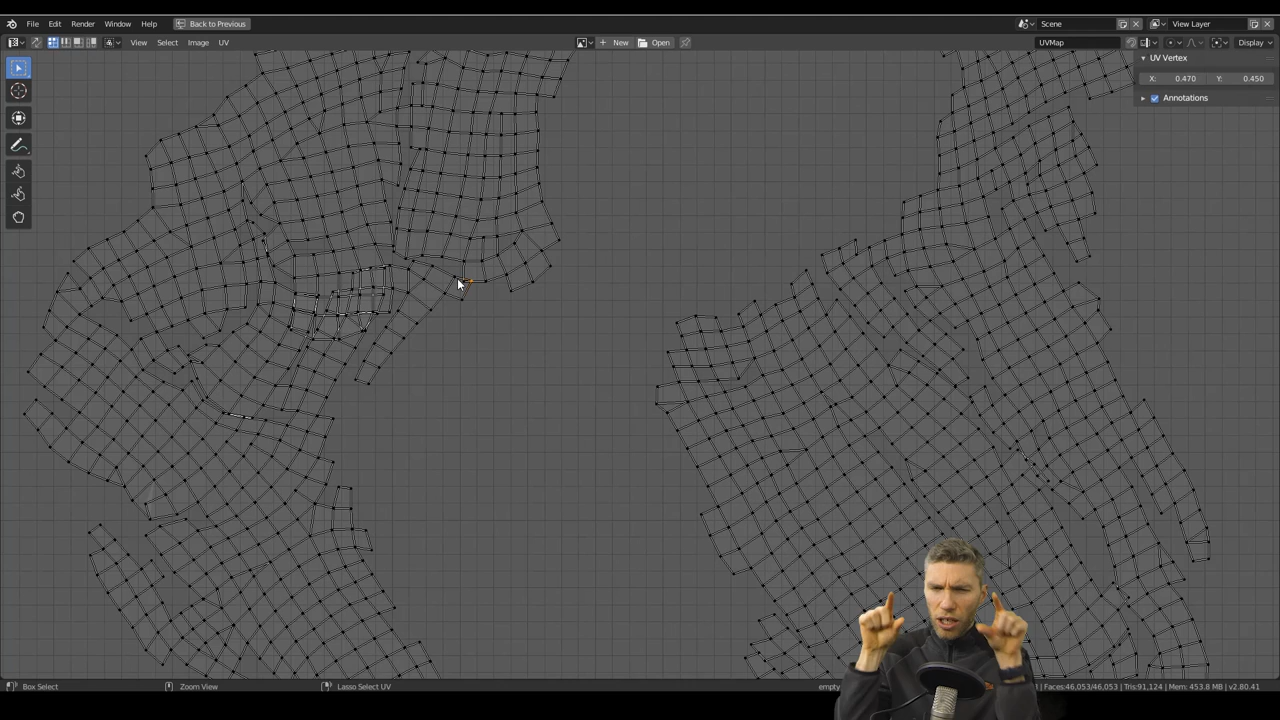 File Edit Render Window Help Back to Previous Scene View Layer
View Select Image UV New Open UVMap Display
UV Vertex
X: 0.470 Y: 0.450
Annotations
Box Select Zoom View Lasso Select UV empty | Faces:46,053/46,053 | Tris:91,124 | Mem: 453.8 MB | v2.80.41